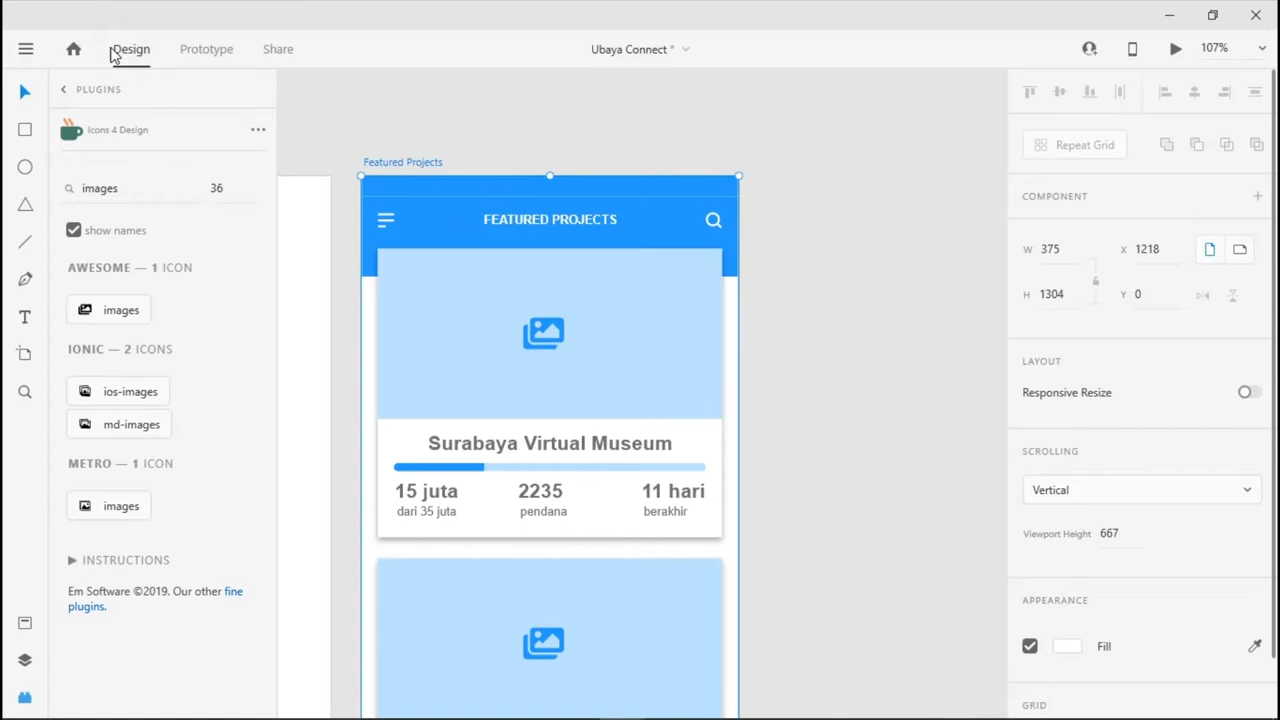 Design
Prototype
Share
Ubaya Connect *
107%
PLUGINS
Icons 4 Design
images
36
show names
AWESOME — 1 ICON
images
IONIC — 2 ICONS
ios-images
md-images
METRO — 1 ICON
images
INSTRUCTIONS
Em Software ©2019. Our other fine
plugins.
Featured Projects
FEATURED PROJECTS
Surabaya Virtual Museum
15 juta
2235
11 hari
dari 35 juta
pendana
berakhir
Repeat Grid
COMPONENT
W 375
X 1218
H 1304
Y 0
LAYOUT
Responsive Resize
SCROLLING
Vertical
Viewport Height 667
APPEARANCE
Fill
GRID